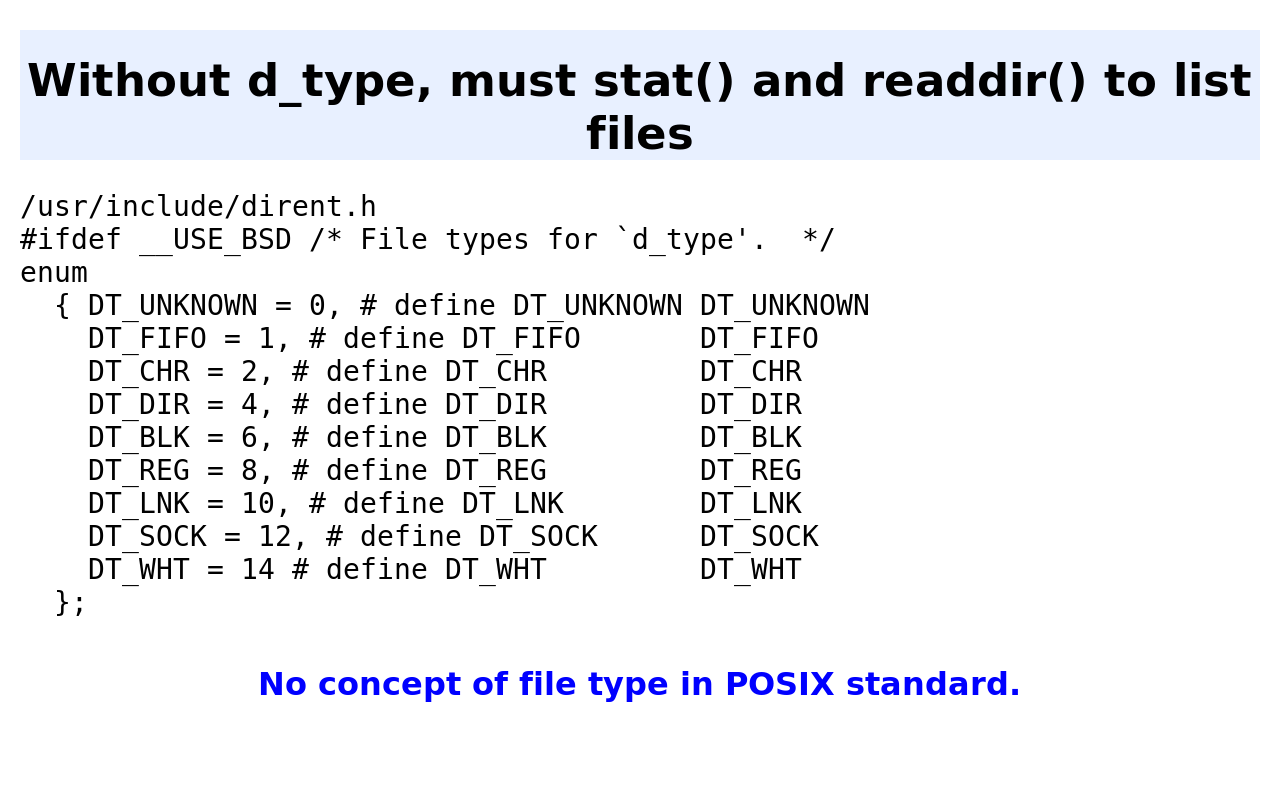 Without d_type, must stat() and readdir() to list
files
/usr/include/dirent.h
#ifdef __USE_BSD /* File types for `d_type'.  */
enum
  { DT_UNKNOWN = 0, # define DT_UNKNOWN DT_UNKNOWN
    DT_FIFO = 1, # define DT_FIFO       DT_FIFO
    DT_CHR = 2, # define DT_CHR         DT_CHR
    DT_DIR = 4, # define DT_DIR         DT_DIR
    DT_BLK = 6, # define DT_BLK         DT_BLK
    DT_REG = 8, # define DT_REG         DT_REG
    DT_LNK = 10, # define DT_LNK        DT_LNK
    DT_SOCK = 12, # define DT_SOCK      DT_SOCK
    DT_WHT = 14 # define DT_WHT         DT_WHT
  };
No concept of file type in POSIX standard.